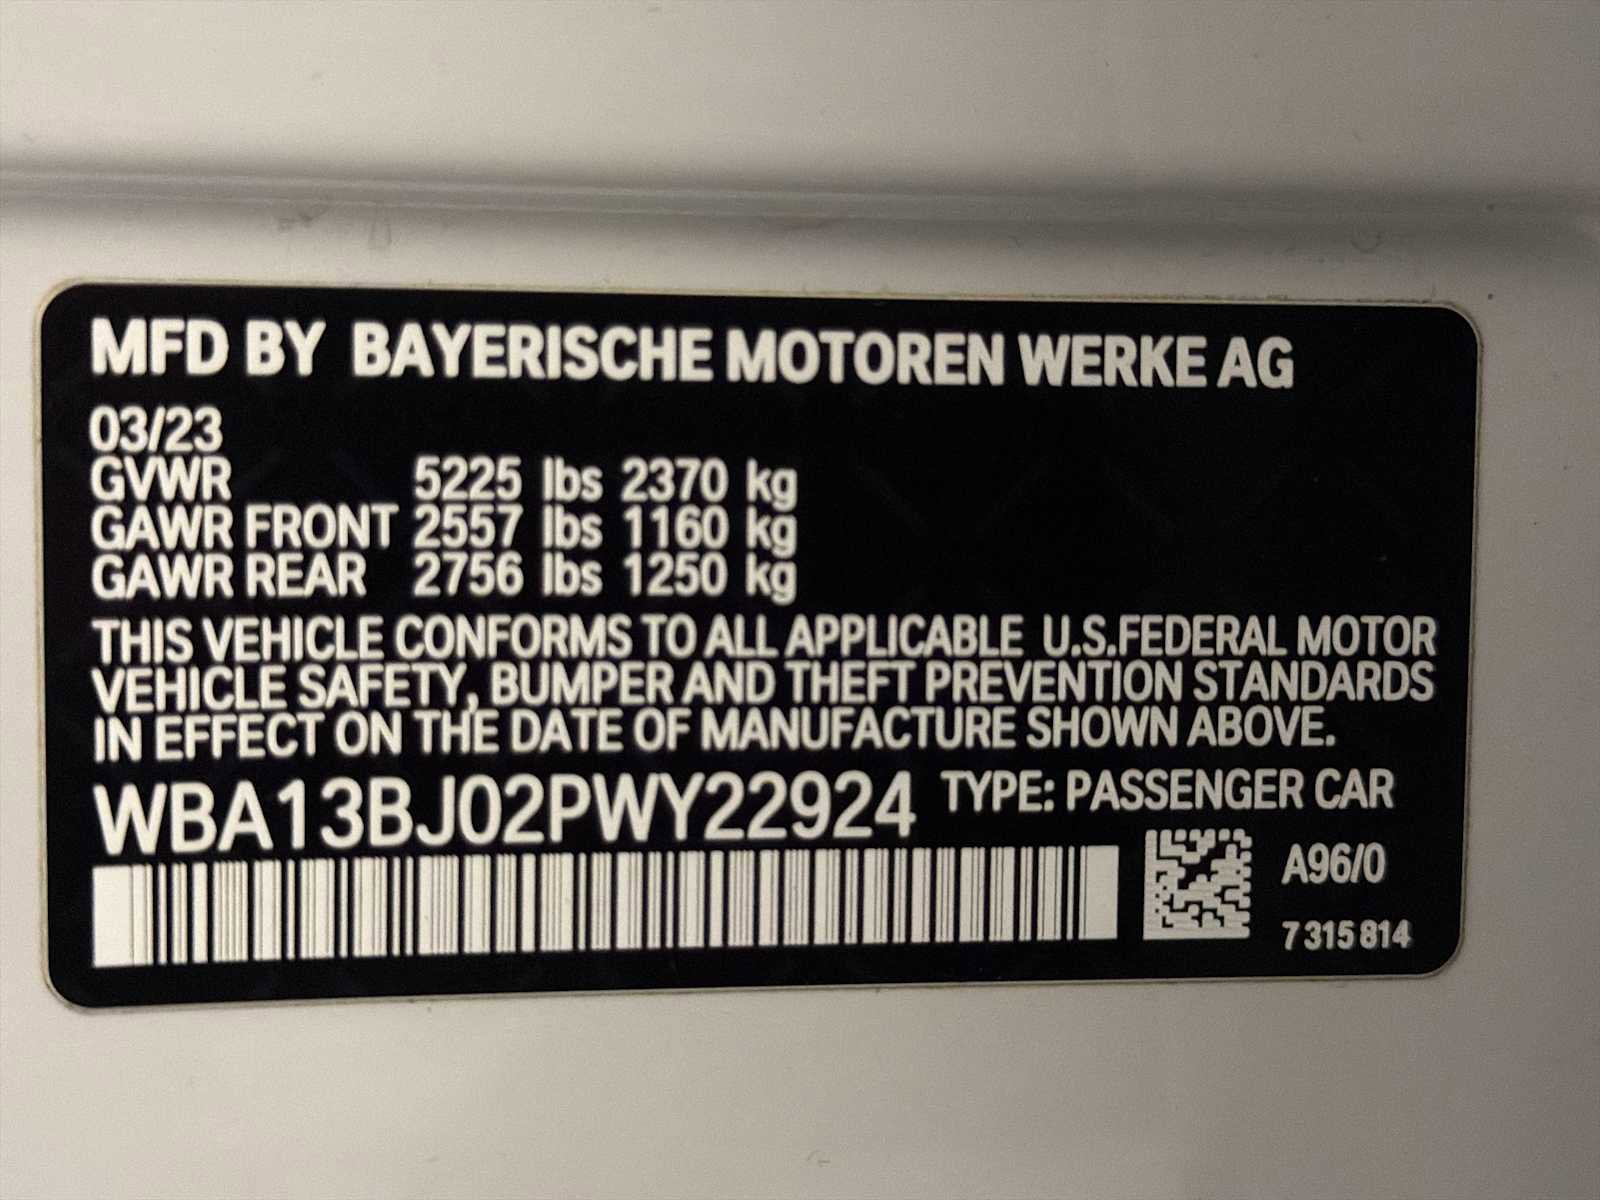 MFD BY BAYERISCHE MOTOREN WERKE AG
03/23
GVWR 5225 lbs 2370 kg
GAWR FRONT 2557 lbs 1160 kg
GAWR REAR 2756 lbs 1250 kg
THIS VEHICLE CONFORMS TO ALL APPLICABLE U.S.FEDERAL MOTOR
VEHICLE SAFETY, BUMPER AND THEFT PREVENTION STANDARDS
IN EFFECT ON THE DATE OF MANUFACTURE SHOWN ABOVE.
WBA13BJ02PWY22924 TYPE: PASSENGER CAR
A96/0
7 315 814